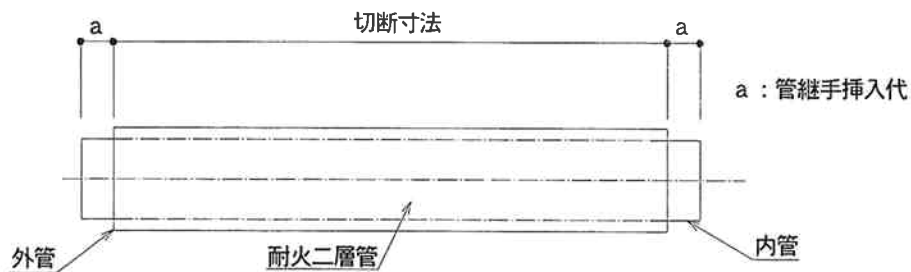 a
切断寸法
a
a：管継手挿入代
外管
耐火二層管
内管